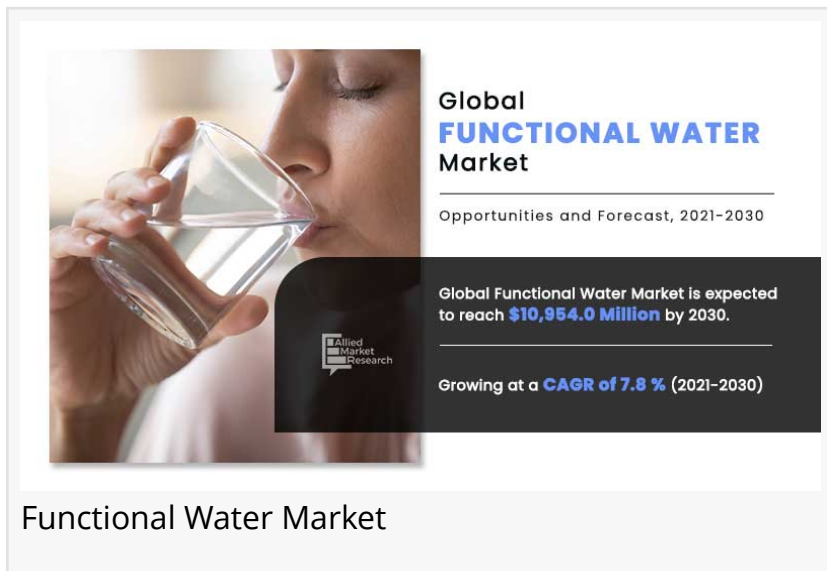 Global
FUNCTIONAL WATER
Market
Opportunities and Forecast, 2021-2030
Global Functional Water Market is expected
to reach $10,954.0 Million by 2030.
Allied
Market
Research
Growing at a CAGR of 7.8 % (2021-2030)
Functional Water Market